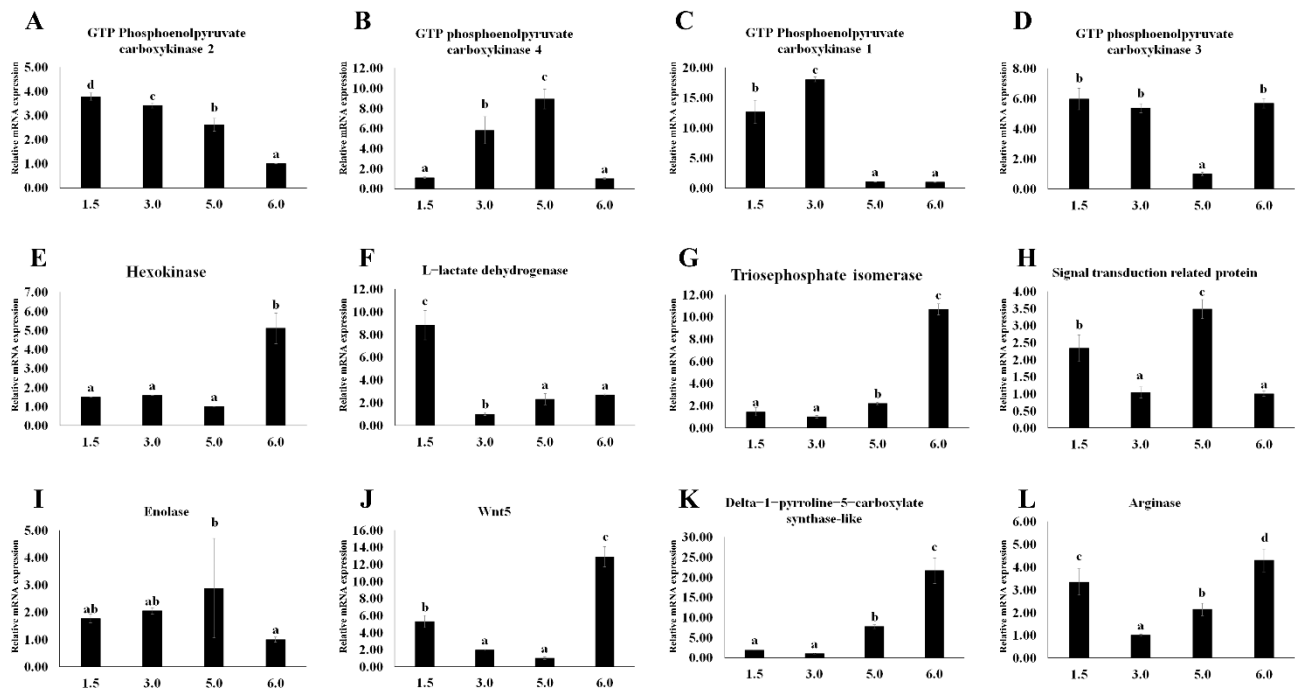 A
GTP Phosphoenolpyruvate
carboxykinase 2
Relative mRNA expression
4.00
5.00
3.00
2.00
1.00
0.00
d
c
b
a
1.5 3.0 5.0 6.0
B
GTP phosphoenolpyruvate
carboxykinase 4
Relative mRNA expression
12.00
10.00
8.00
6.00
4.00
2.00
0.00
a
b
c
a
1.5 3.0 5.0 6.0
C
GTP Phosphoenolpyruvate
carboxykinase 1
Relative mRNA expression
20.00
15.00
10.00
5.00
0.00
b
c
a
a
1.5 3.0 5.0 6.0
D
GTP phosphoenolpyruvate
carboxykinase 3
Relative mRNA expression
8.00
6.00
4.00
2.00
0.00
b
b
a
b
1.5 3.0 5.0 6.0
E
Hexokinase
Relative mRNA expression
7.00
6.00
5.00
4.00
3.00
2.00
1.00
0.00
a
a
a
b
1.5 3.0 5.0 6.0
F
L-lactate dehydrogenase
Relative mRNA expression
12.00
10.00
8.00
6.00
4.00
2.00
0.00
c
b
a
a
1.5 3.0 5.0 6.0
G
Triosephosphate isomerase
Relative mRNA expression
12.00
10.00
8.00
6.00
4.00
2.00
0.00
a
a
b
c
1.5 3.0 5.0 6.0
H
Signal transduction related protein
Relative mRNA expression
4.00
3.50
3.00
2.50
2.00
1.50
1.00
0.50
0.00
b
a
c
a
1.5 3.0 5.0 6.0
I
Enolase
Relative mRNA expression
5.00
4.00
3.00
2.00
1.00
0.00
ab
ab
b
a
1.5 3.0 5.0 6.0
J
Wnt5
Relative mRNA expression
16.00
14.00
12.00
10.00
8.00
6.00
4.00
2.00
0.00
b
a
a
c
1.5 3.0 5.0 6.0
K
Delta-1-pyrroline-5-carboxylate
synthase-like
Relative mRNA expression
30.00
25.00
20.00
15.00
10.00
5.00
0.00
a
a
b
c
1.5 3.0 5.0 6.0
L
Arginase
Relative mRNA expression
6.00
5.00
4.00
3.00
2.00
1.00
0.00
c
a
b
d
1.5 3.0 5.0 6.0